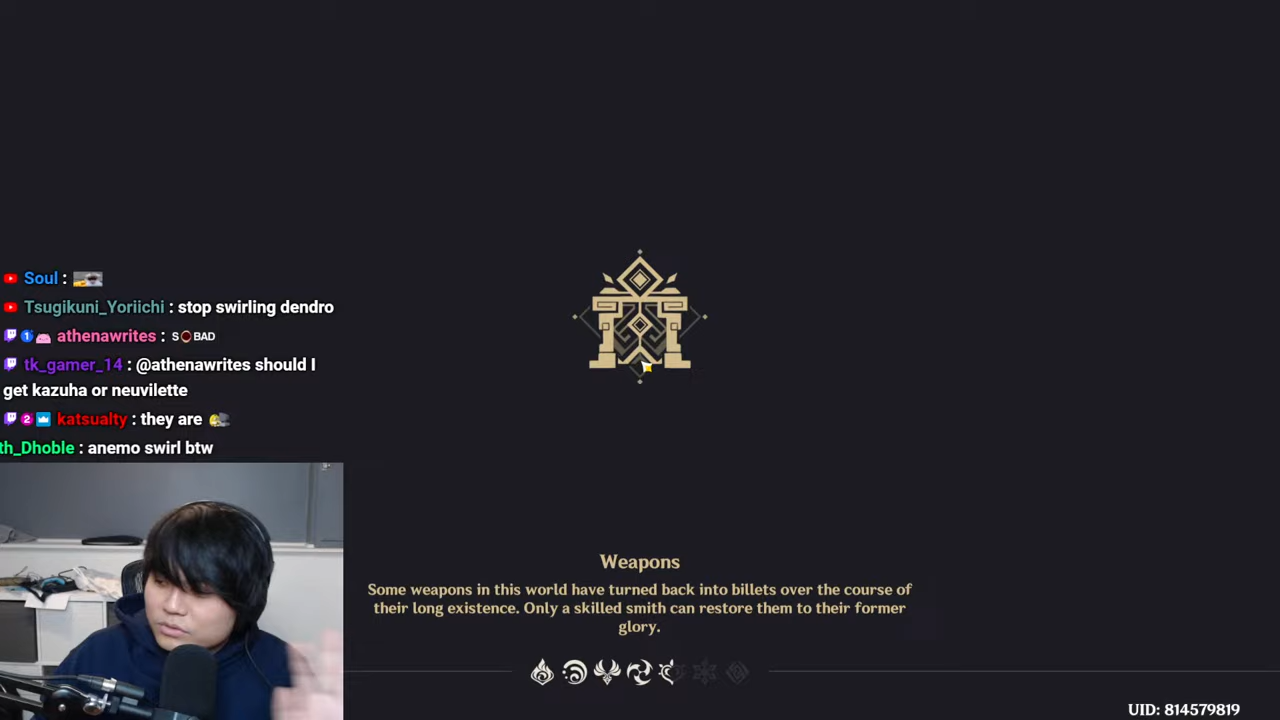 Soul :
Tsugikuni_Yoriichi : stop swirling dendro
1 athenawrites : S BAD
tk_gamer_14 : @athenawrites should I
get kazuha or neuvilette
2 katsualty : they are
th_Dhoble : anemo swirl btw
Weapons
Some weapons in this world have turned back into billets over the course of
their long existence. Only a skilled smith can restore them to their former
glory.
UID: 814579819